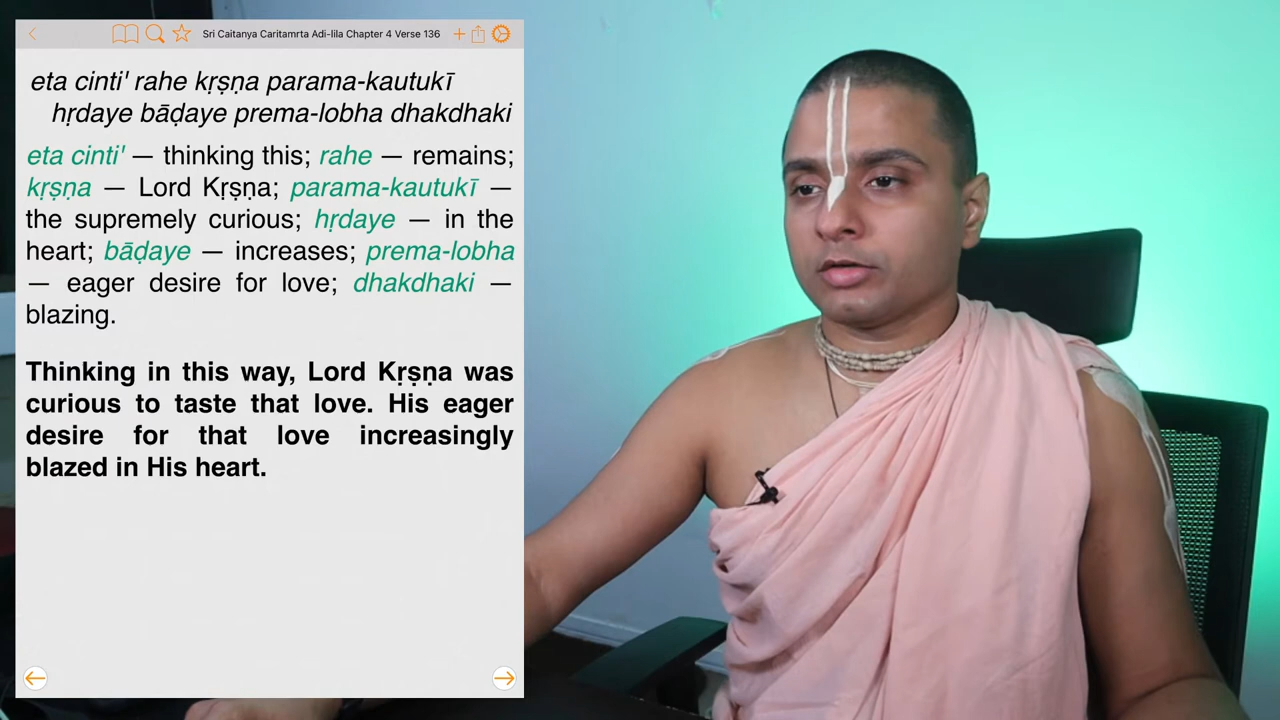 Sri Caitanya Caritamrta Adi-lila Chapter 4 Verse 136
eta cinti' rahe kṛṣṇa parama-kautukī
hṛdaye bāḍaye prema-lobha dhakdhaki
eta cinti' — thinking this; rahe — remains;
kṛṣṇa — Lord Kṛṣṇa; parama-kautukī —
the supremely curious; hṛdaye — in the
heart; bāḍaye — increases; prema-lobha
— eager desire for love; dhakdhaki —
blazing.
Thinking in this way, Lord Kṛṣṇa was
curious to taste that love. His eager
desire for that love increasingly
blazed in His heart.